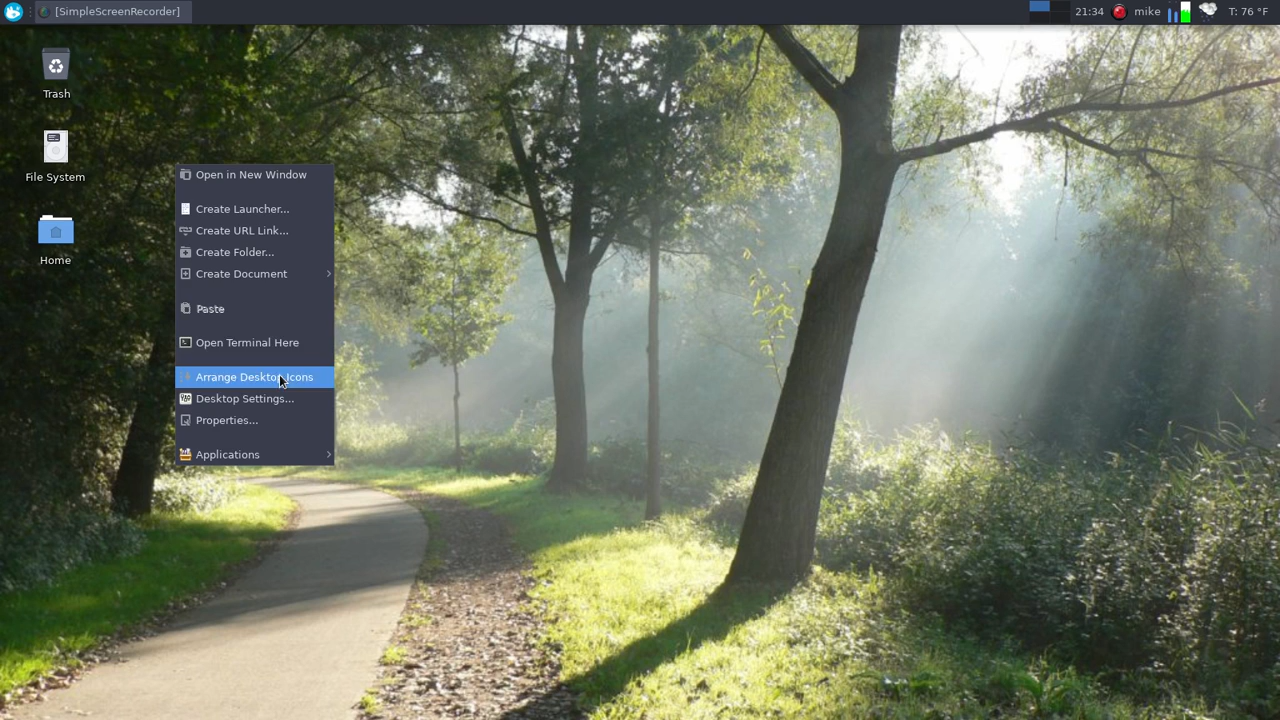 [SimpleScreenRecorder]
21:34
mike
T: 76 °F
Trash
File System
Home
Open in New Window
Create Launcher...
Create URL Link...
Create Folder...
Create Document
Paste
Open Terminal Here
Arrange Desktop Icons
Desktop Settings...
Properties...
Applications